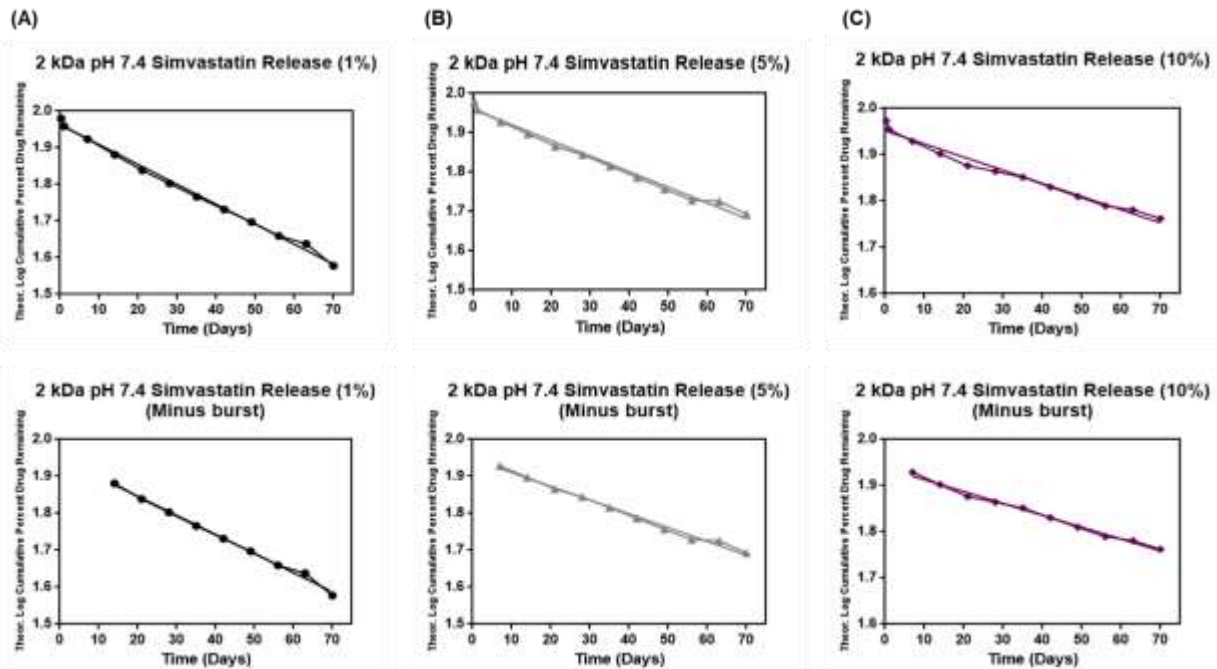 (A)
2 kDa pH 7.4 Simvastatin Release (1%)
Theor. Log Cumulative Percent Drug Remaining
2.0
1.9
1.8
1.7
1.6
1.5
0 10 20 30 40 50 60 70
Time (Days)
(B)
2 kDa pH 7.4 Simvastatin Release (5%)
Theor. Log Cumulative Percent Drug Remaining
2.0
1.9
1.8
1.7
1.6
1.5
0 10 20 30 40 50 60 70
Time (Days)
(C)
2 kDa pH 7.4 Simvastatin Release (10%)
Theor. Log Cumulative Percent Drug Remaining
2.0
1.9
1.8
1.7
1.6
0 10 20 30 40 50 60 70
Time (Days)
2 kDa pH 7.4 Simvastatin Release (1%)
(Minus burst)
Theor. Log Cumulative Percent Drug Remaining
2.0
1.9
1.8
1.7
1.6
1.5
0 10 20 30 40 50 60 70
Time (Days)
2 kDa pH 7.4 Simvastatin Release (5%)
(Minus burst)
Theor. Log Cumulative Percent Drug Remaining
2.0
1.9
1.8
1.7
1.6
1.5
0 10 20 30 40 50 60 70
Time (Days)
2 kDa pH 7.4 Simvastatin Release (10%)
(Minus burst)
Theor. Log Cumulative Percent Drug Remaining
2.0
1.9
1.8
1.7
1.6
0 10 20 30 40 50 60 70
Time (Days)